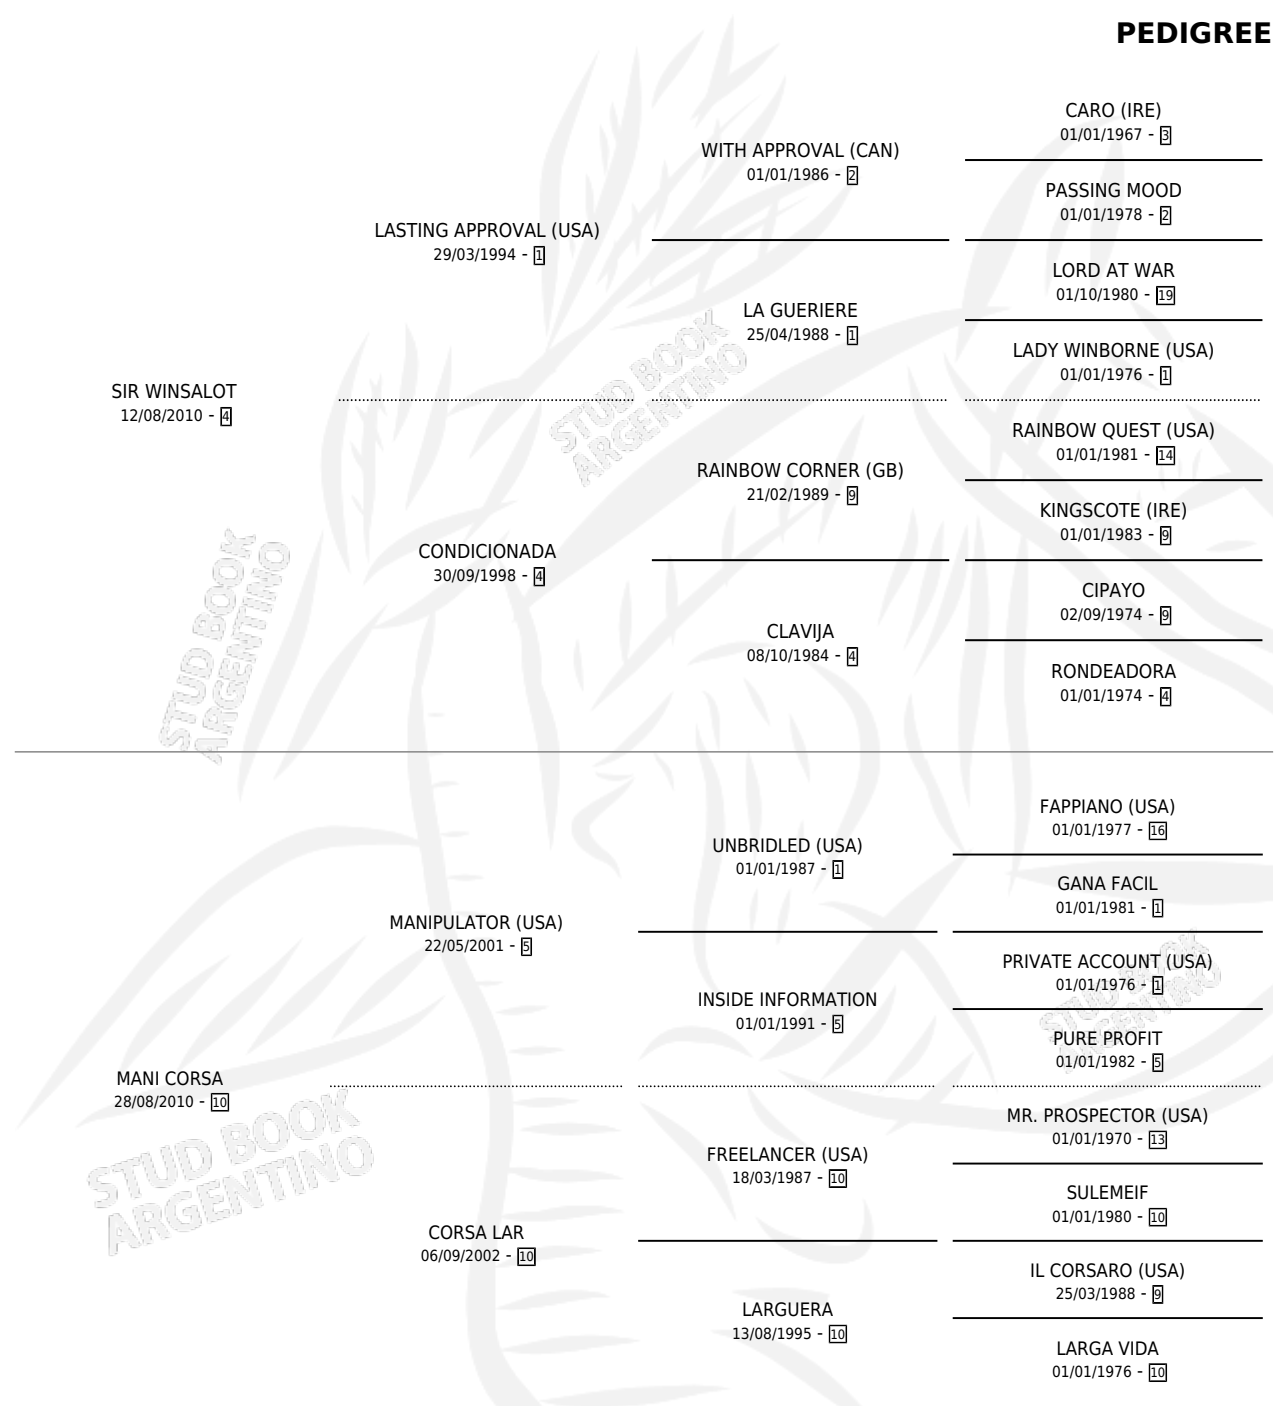 PEDIGREE
CARO (IRE)
01/01/1967 - 3
WITH APPROVAL (CAN)
01/01/1986 - 2
PASSING MOOD
01/01/1978 - 2
LASTING APPROVAL (USA)
29/03/1994 - 1
LORD AT WAR
01/10/1980 - 19
LA GUERIERE
25/04/1988 - 1
LADY WINBORNE (USA)
01/01/1976 - 1
SIR WINSALOT
12/08/2010 - 4
RAINBOW QUEST (USA)
01/01/1981 - 14
RAINBOW CORNER (GB)
21/02/1989 - 9
KINGSCOTE (IRE)
01/01/1983 - 9
CONDICIONADA
30/09/1998 - 4
CIPAYO
02/09/1974 - 9
CLAVIJA
08/10/1984 - 4
RONDEADORA
01/01/1974 - 4
STUD BOOK
ARGENTINO
STUD BOOK
ARGENTINO
FAPPIANO (USA)
01/01/1977 - 16
UNBRIDLED (USA)
01/01/1987 - 1
GANA FACIL
01/01/1981 - 1
MANIPULATOR (USA)
22/05/2001 - 5
PRIVATE ACCOUNT (USA)
01/01/1976 - 1
INSIDE INFORMATION
01/01/1991 - 5
PURE PROFIT
01/01/1982 - 5
MANI CORSA
28/08/2010 - 10
MR. PROSPECTOR (USA)
01/01/1970 - 13
FREELANCER (USA)
18/03/1987 - 10
SULEMEIF
01/01/1980 - 10
CORSA LAR
06/09/2002 - 10
IL CORSARO (USA)
25/03/1988 - 9
LARGUERA
13/08/1995 - 10
LARGA VIDA
01/01/1976 - 10
STUD BOOK
ARGENTINO
STUD BOOK
ARGENTINO